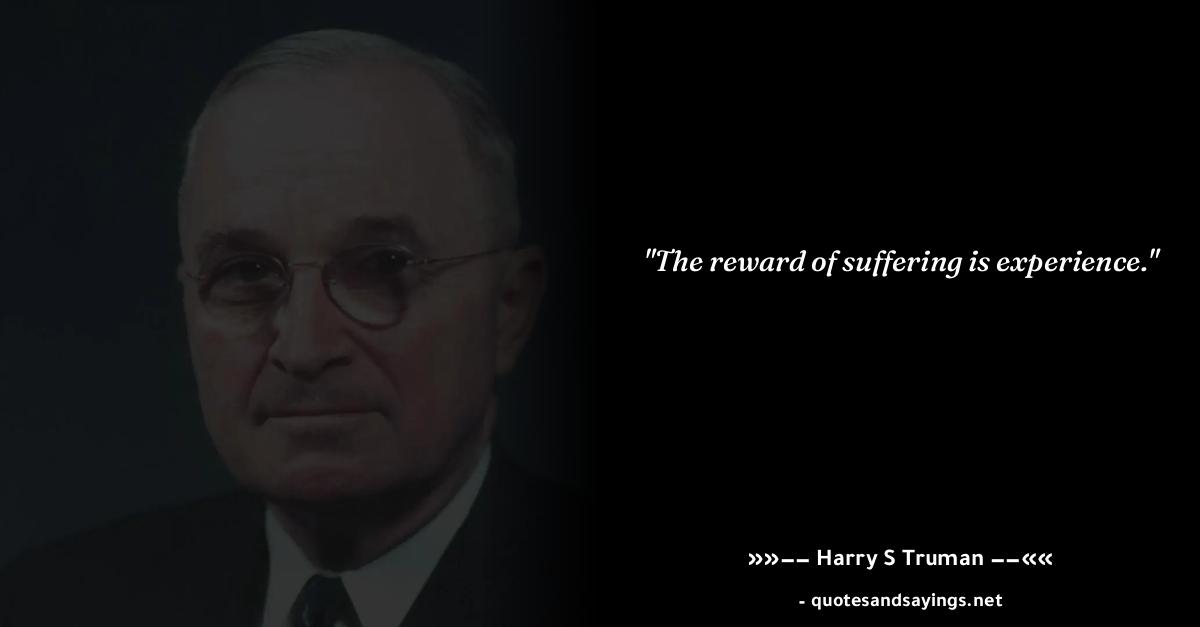 "The reward of suffering is experience."
»»–– Harry S Truman ––««
- quotesandsayings.net